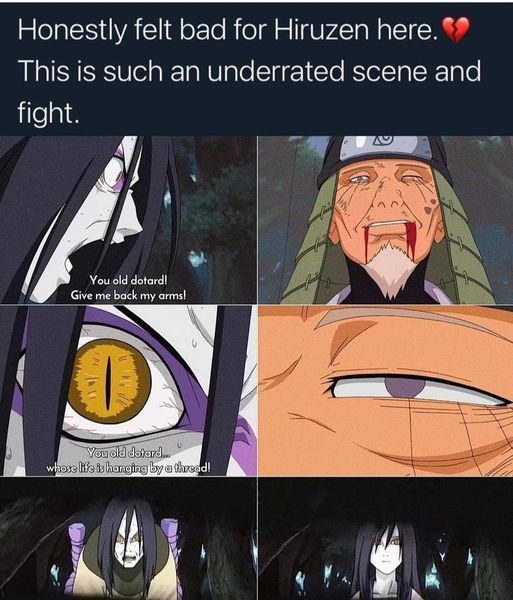 Honestly felt bad for Hiruzen here.💔
This is such an underrated scene and
fight.
You old dotard!
Give me back my arms!
You old dotard...
whose life is hanging by a thread!